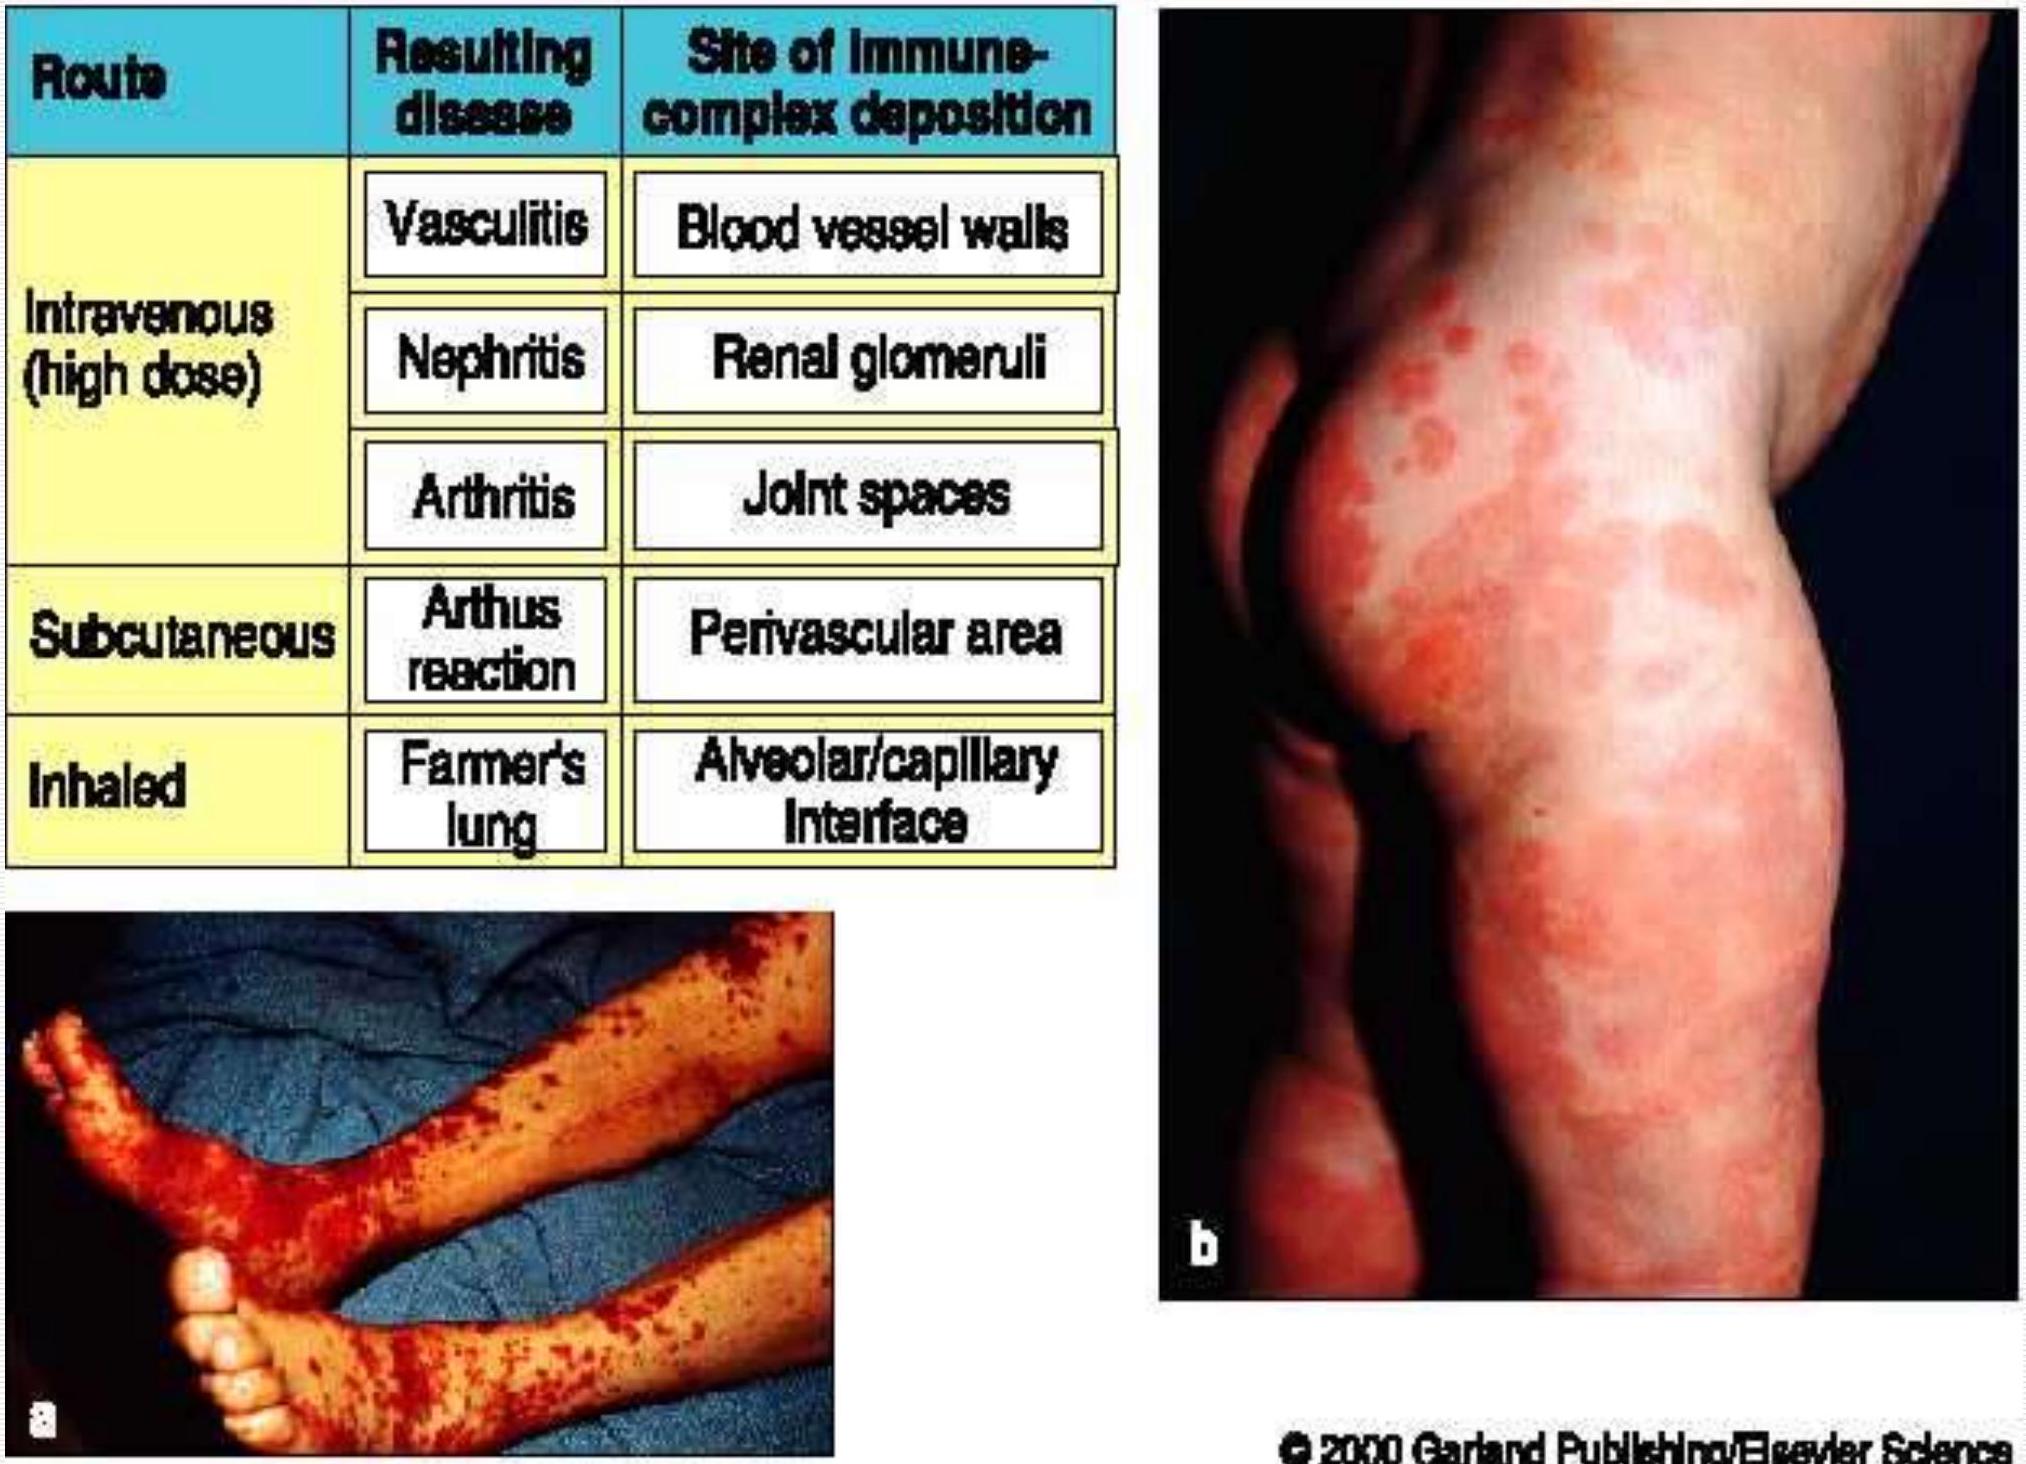 Route
Resulting
disease
Site of immune-
complex deposition
Intravenous
(high dose)
Vasculitis
Blood vessel walls
Nephritis
Renal glomeruli
Arthritis
Joint spaces
Subcutaneous
Arthus
reaction
Perivascular area
Inhaled
Farmer's
lung
Alveolar/capillary
interface
a
b
© 2000 Garland Publishing/Elsevier Science